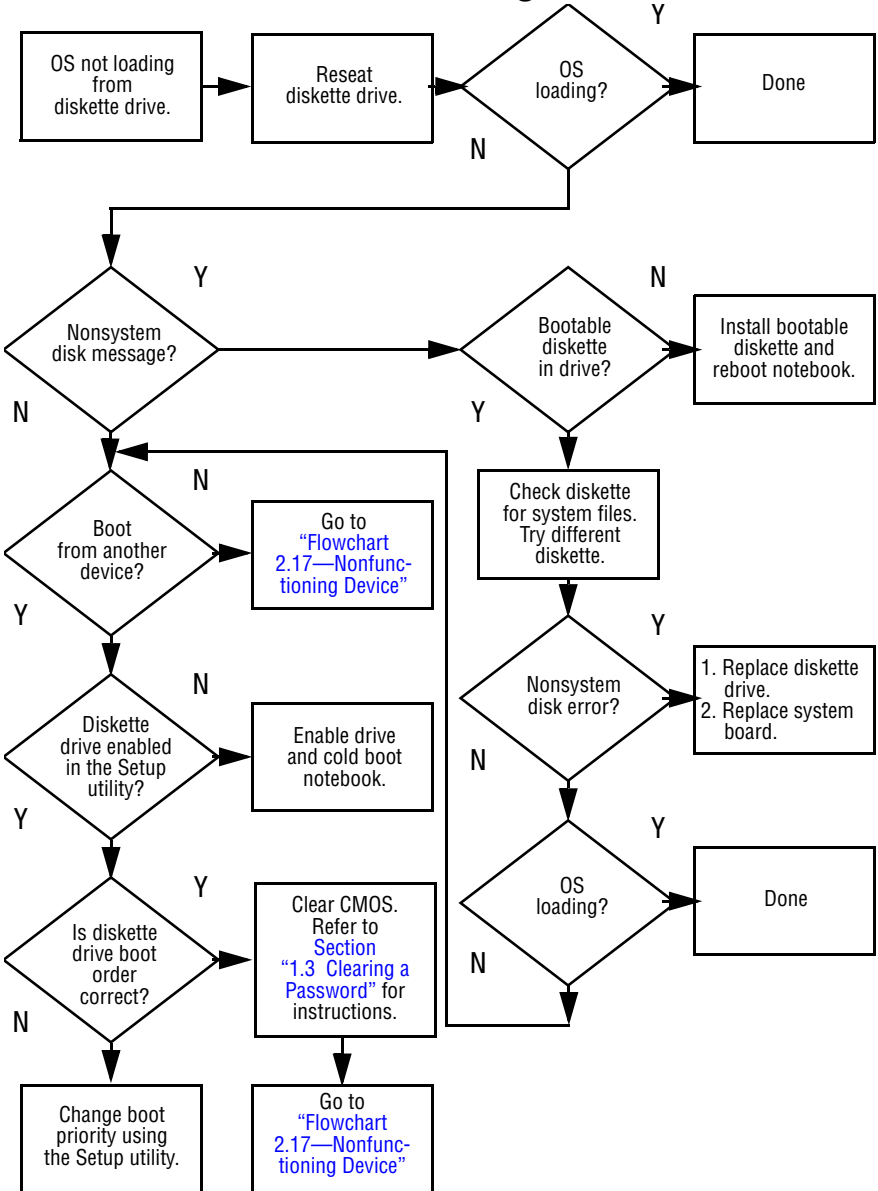 Y
OS not loading
from
diskette drive.
Reseat
diskette drive.
OS
loading?
Done
N
Y
N
Nonsystem
disk message?
Bootable
diskette
in drive?
Install bootable
diskette and
reboot notebook.
N
Y
N
Boot
from another
device?
Go to
“Flowchart
2.17—Nonfunc-
tioning Device”
Check diskette
for system files.
Try different
diskette.
Y
Y
N
Diskette
drive enabled
in the Setup
utility?
Enable drive
and cold boot
notebook.
Nonsystem
disk error?
1. Replace diskette
drive.
2. Replace system
board.
N
Y
Y
Y
Is diskette
drive boot
order
correct?
Clear CMOS.
Refer to
Section
“1.3 Clearing a
Password” for
instructions.
OS
loading?
Done
N
N
Change boot
priority using
the Setup utility.
Go to
“Flowchart
2.17—Nonfunc-
tioning Device”